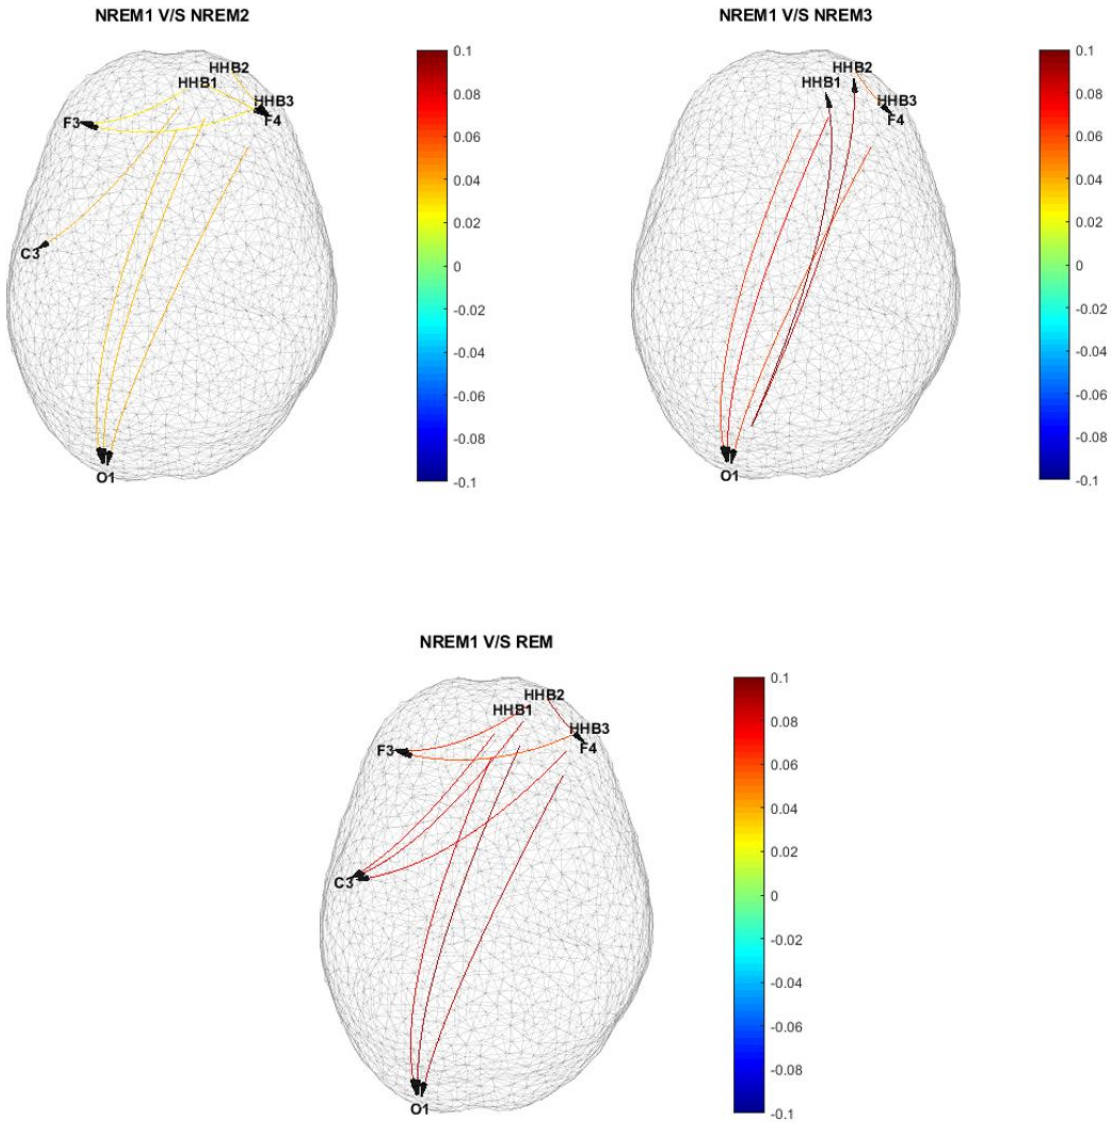 NREM1 V/S NREM2
HHB2
HHB1
HHB3
F3
F4
C3
O1
0.1
0.08
0.06
0.04
0.02
0
-0.02
-0.04
-0.06
-0.08
-0.1
NREM1 V/S NREM3
HHB2
HHB1
HHB3
F4
O1
0.1
0.08
0.06
0.04
0.02
0
-0.02
-0.04
-0.06
-0.08
-0.1
NREM1 V/S REM
HHB2
HHB1
HHB3
F3
F4
C3
O1
0.1
0.08
0.06
0.04
0.02
0
-0.02
-0.04
-0.06
-0.08
-0.1